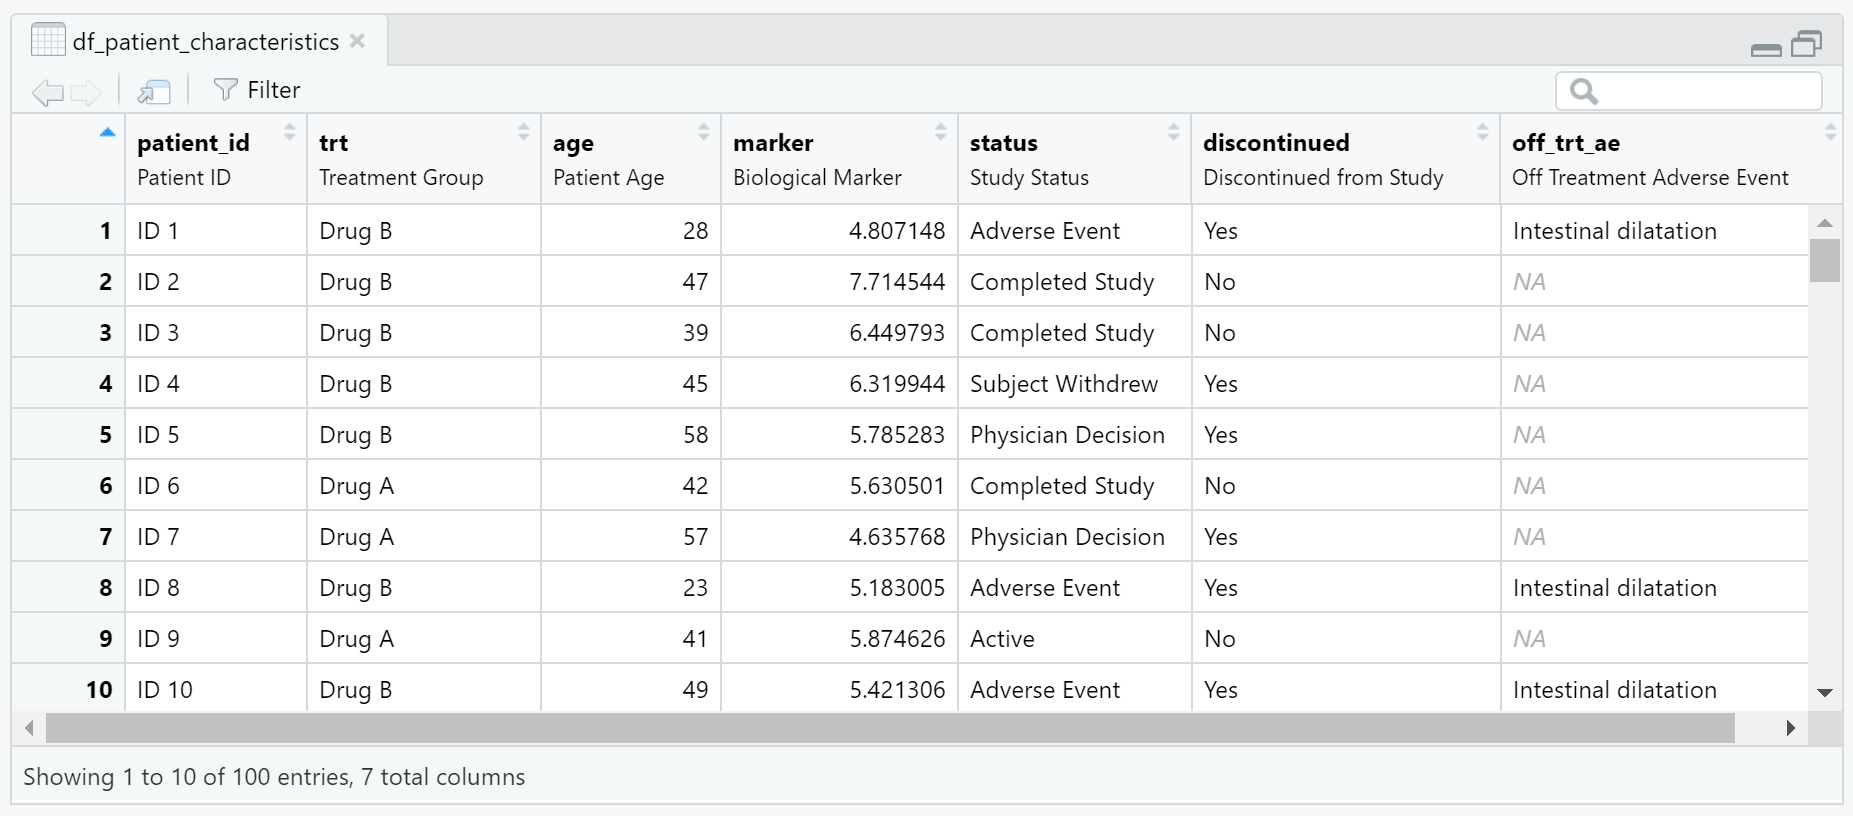 df_patient_characteristics
Filter
patient_id trt age marker status discontinued off_trt_ae
Patient ID Treatment Group Patient Age Biological Marker Study Status Discontinued from Study Off Treatment Adverse Event
1 ID 1 Drug B 28 4.807148 Adverse Event Yes Intestinal dilatation
2 ID 2 Drug B 47 7.714544 Completed Study No NA
3 ID 3 Drug B 39 6.449793 Completed Study No NA
4 ID 4 Drug B 45 6.319944 Subject Withdrew Yes NA
5 ID 5 Drug B 58 5.785283 Physician Decision Yes NA
6 ID 6 Drug A 42 5.630501 Completed Study No NA
7 ID 7 Drug A 57 4.635768 Physician Decision Yes NA
8 ID 8 Drug B 23 5.183005 Adverse Event Yes Intestinal dilatation
9 ID 9 Drug A 41 5.874626 Active No NA
10 ID 10 Drug B 49 5.421306 Adverse Event Yes Intestinal dilatation
Showing 1 to 10 of 100 entries, 7 total columns